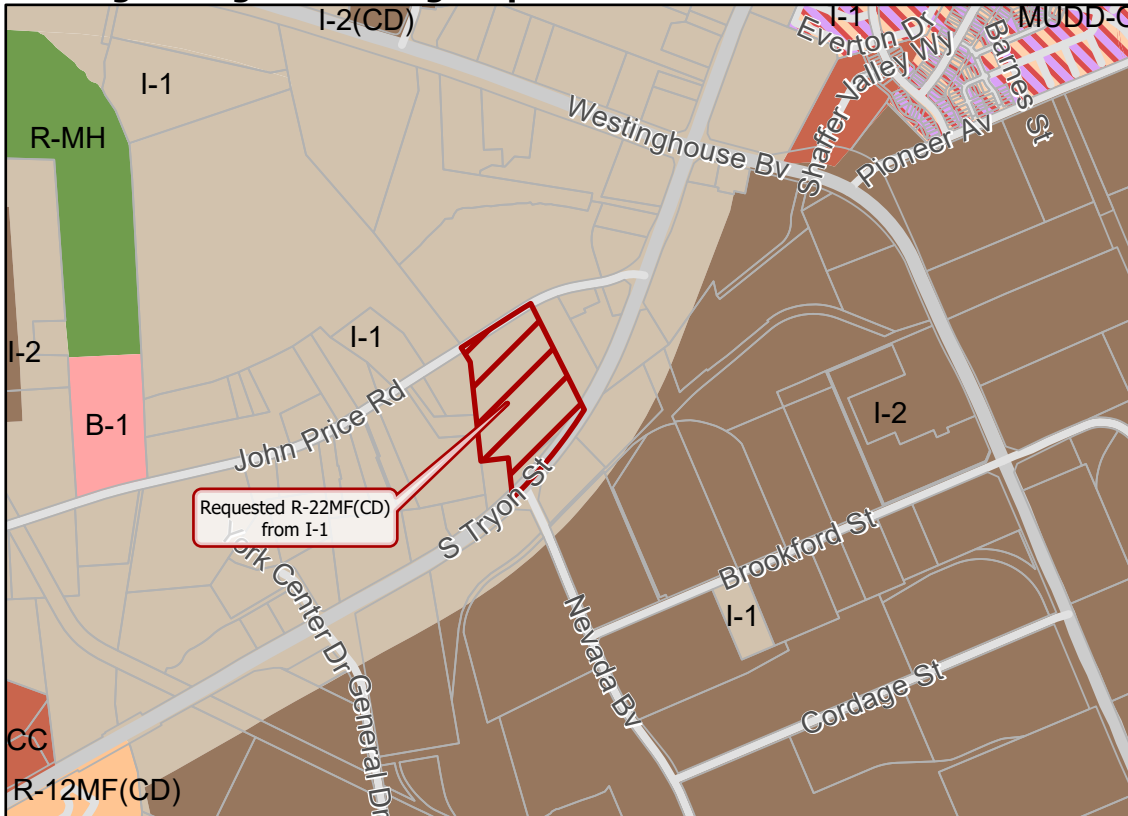 I-2(CD)
I-1
MUDD-O
Everton Dr
Shaffer Valley Wy
Barnes St
I-1
R-MH
Westinghouse Bv
Pioneer Av
I-2
I-1
B-1
John Price Rd
I-2
Requested R-22MF(CD)
from I-1
S Tryon St
York Center Dr
General Dr
Brookford St
I-1
Nevada Bv
Cordage St
CC
R-12MF(CD)